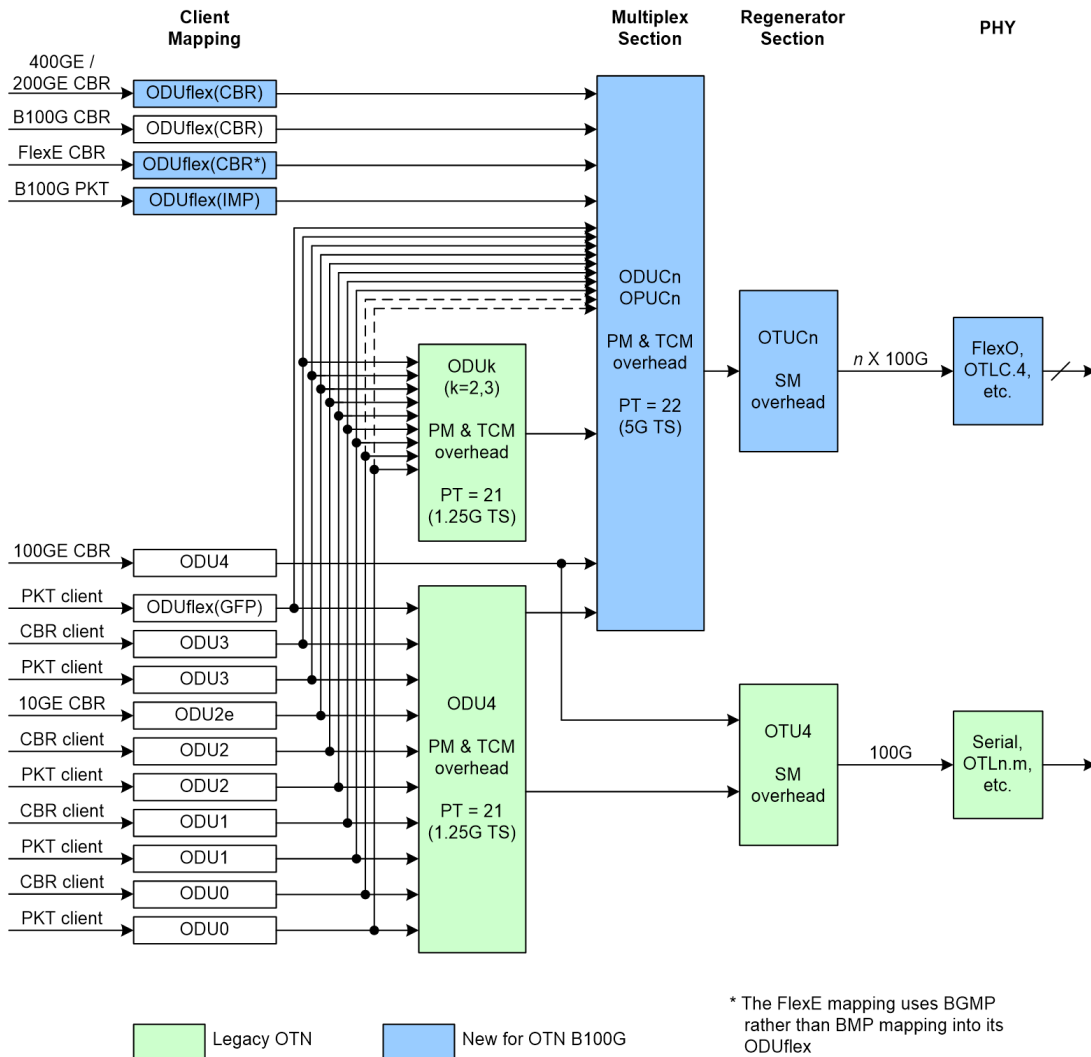 Client
Mapping
Multiplex
Section
Regenerator
Section
PHY
400GE /
200GE CBR
ODUflex(CBR)
B100G CBR
ODUflex(CBR)
FlexE CBR
ODUflex(CBR*)
B100G PKT
ODUflex(IMP)
ODUCn
OPUCn
PM & TCM
overhead
PT = 22
(5G TS)
OTUCn
SM
overhead
n X 100G
FlexO,
OTLC.4,
etc.
ODUk
(k=2,3)
PM & TCM
overhead
PT = 21
(1.25G TS)
100GE CBR
ODU4
PKT client
ODUflex(GFP)
CBR client
ODU3
PKT client
ODU3
10GE CBR
ODU2e
CBR client
ODU2
PKT client
ODU2
CBR client
ODU1
PKT client
ODU1
CBR client
ODU0
PKT client
ODU0
ODU4
PM & TCM
overhead
PT = 21
(1.25G TS)
OTU4
SM
overhead
100G
Serial,
OTLn.m,
etc.
* The FlexE mapping uses BGMP
rather than BMP mapping into its
ODUflex
Legacy OTN
New for OTN B100G